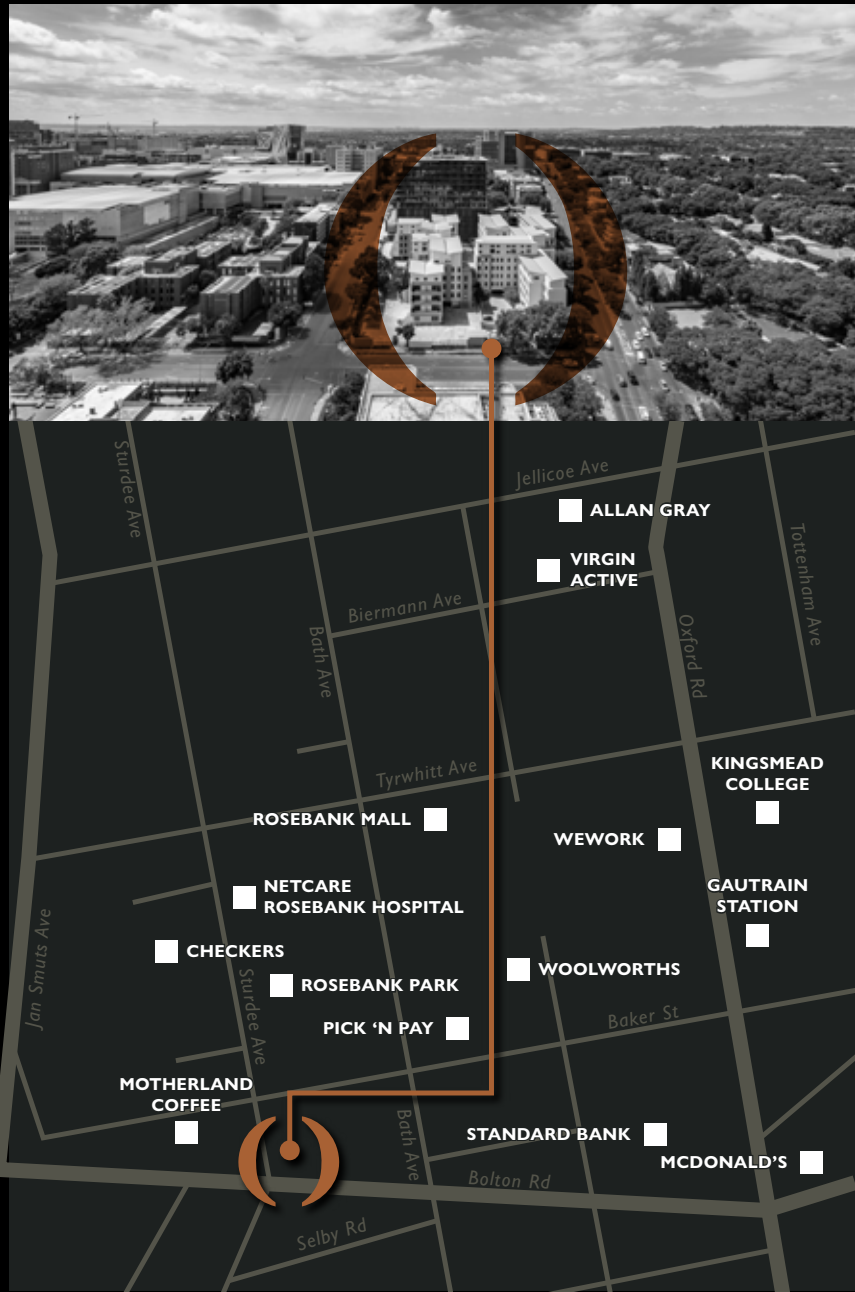 Sturdee Ave
Jellicoe Ave
ALLAN GRAY
VIRGIN
ACTIVE
Tottenham Ave
Biermann Ave
Bath Ave
Oxford Rd
Tyrwhitt Ave
KINGSMEAD
COLLEGE
ROSEBANK MALL
WEWORK
NETCARE
ROSEBANK HOSPITAL
GAUTRAIN
STATION
Jan Smuts Ave
CHECKERS
WOOLWORTHS
ROSEBANK PARK
Sturdee Ave
PICK ‘N PAY
Baker St
MOTHERLAND
COFFEE
Bath Ave
STANDARD BANK
MCDONALD’S
Bolton Rd
Selby Rd